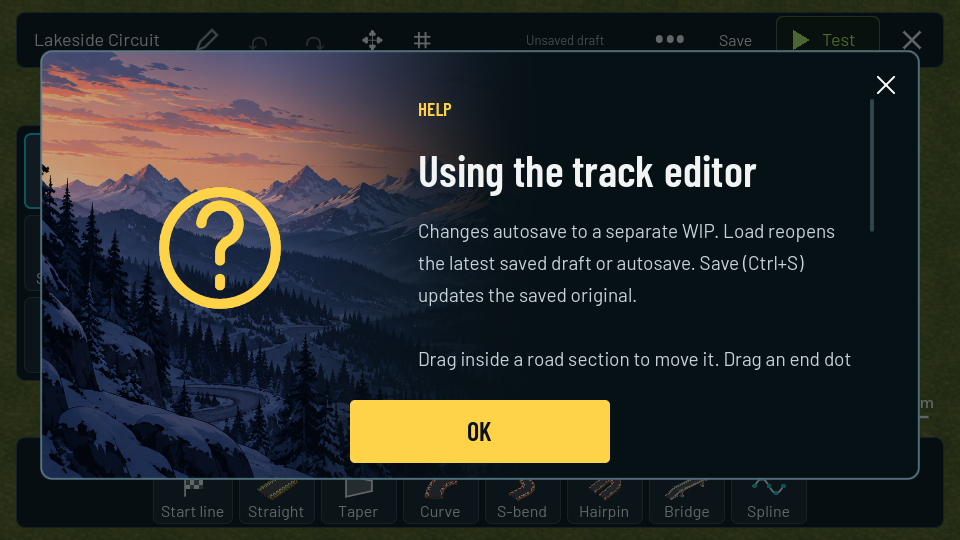 Lakeside Circuit
Unsaved draft
Save
Test
HELP
Using the track editor
Changes autosave to a separate WIP. Load reopens
the latest saved draft or autosave. Save (Ctrl+S)
updates the saved original.
Drag inside a road section to move it. Drag an end dot
OK
Start line
Straight
Taper
Curve
S-bend
Hairpin
Bridge
Spline